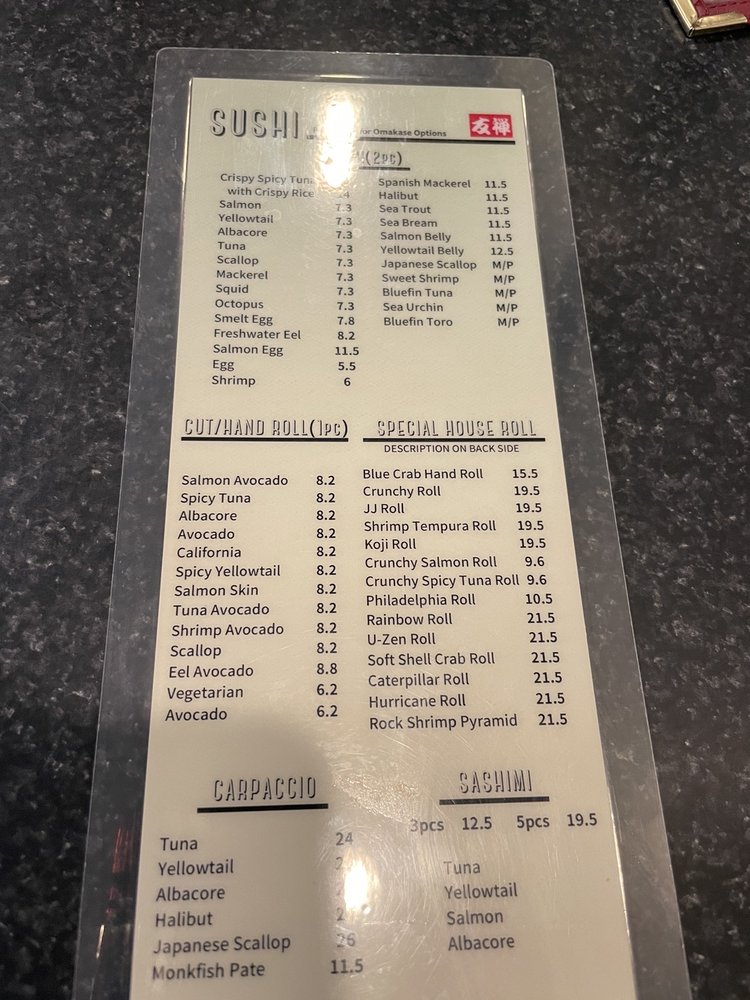 SUSHI
for Omakase Options
友禅
(2PC)
Crispy Spicy Tuna
with Crispy Rice
Salmon 7.3
Yellowtail 7.3
Albacore 7.3
Tuna 7.3
Scallop 7.3
Mackerel 7.3
Squid 7.3
Octopus 7.3
Smelt Egg 7.8
Freshwater Eel 8.2
Salmon Egg 11.5
Egg 5.5
Shrimp 6
Spanish Mackerel 11.5
Halibut 11.5
Sea Trout 11.5
Sea Bream 11.5
Salmon Belly 11.5
Yellowtail Belly 12.5
Japanese Scallop M/P
Sweet Shrimp M/P
Bluefin Tuna M/P
Sea Urchin M/P
Bluefin Toro M/P
CUT/HAND ROLL(1PC)
Salmon Avocado 8.2
Spicy Tuna 8.2
Albacore 8.2
Avocado 8.2
California 8.2
Spicy Yellowtail 8.2
Salmon Skin 8.2
Tuna Avocado 8.2
Shrimp Avocado 8.2
Scallop 8.2
Eel Avocado 8.8
Vegetarian 6.2
Avocado 6.2
SPECIAL HOUSE ROLL
DESCRIPTION ON BACK SIDE
Blue Crab Hand Roll 15.5
Crunchy Roll 19.5
JJ Roll 19.5
Shrimp Tempura Roll 19.5
Koji Roll 19.5
Crunchy Salmon Roll 9.6
Crunchy Spicy Tuna Roll 9.6
Philadelphia Roll 10.5
Rainbow Roll 21.5
U-Zen Roll 21.5
Soft Shell Crab Roll 21.5
Caterpillar Roll 21.5
Hurricane Roll 21.5
Rock Shrimp Pyramid 21.5
CARPACCIO
Tuna 24
Yellowtail
Albacore
Halibut
Japanese Scallop 26
Monkfish Pate 11.5
SASHIMI
3pcs 12.5 5pcs 19.5
Tuna
Yellowtail
Salmon
Albacore